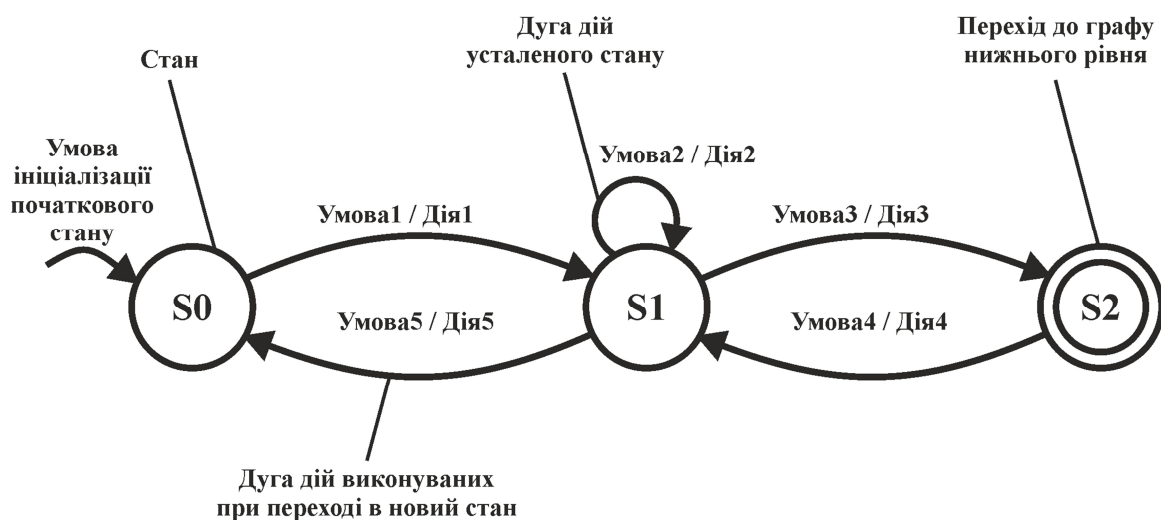 Дуга дій
усталеного стану
Перехід до графу
нижнього рівня
Стан
Умова
ініціалізації
початкового
стану
Умова2 / Дія2
Умова1 / Дія1
Умова3 / Дія3
S0
S1
S2
Умова5 / Дія5
Умова4 / Дія4
Дуга дій виконуваних
при переході в новий стан